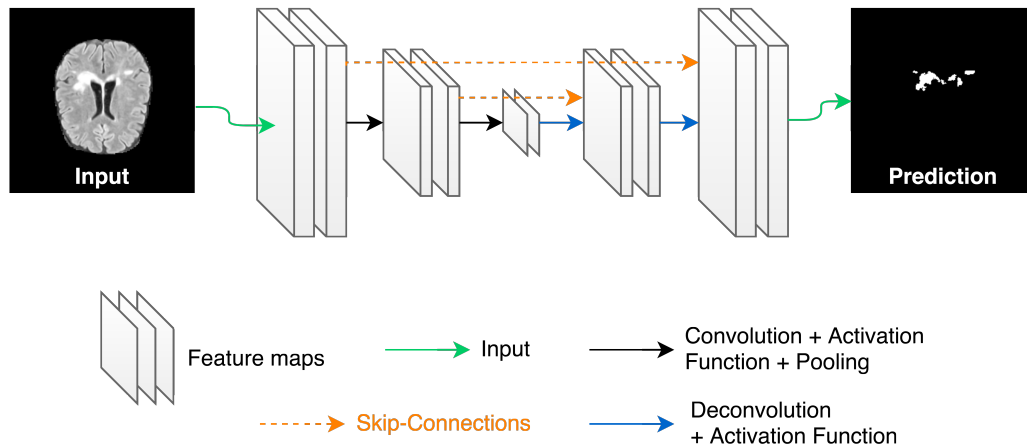 Input
Prediction
Feature maps
Input
Convolution + Activation
Function + Pooling
Skip-Connections
Deconvolution
+ Activation Function